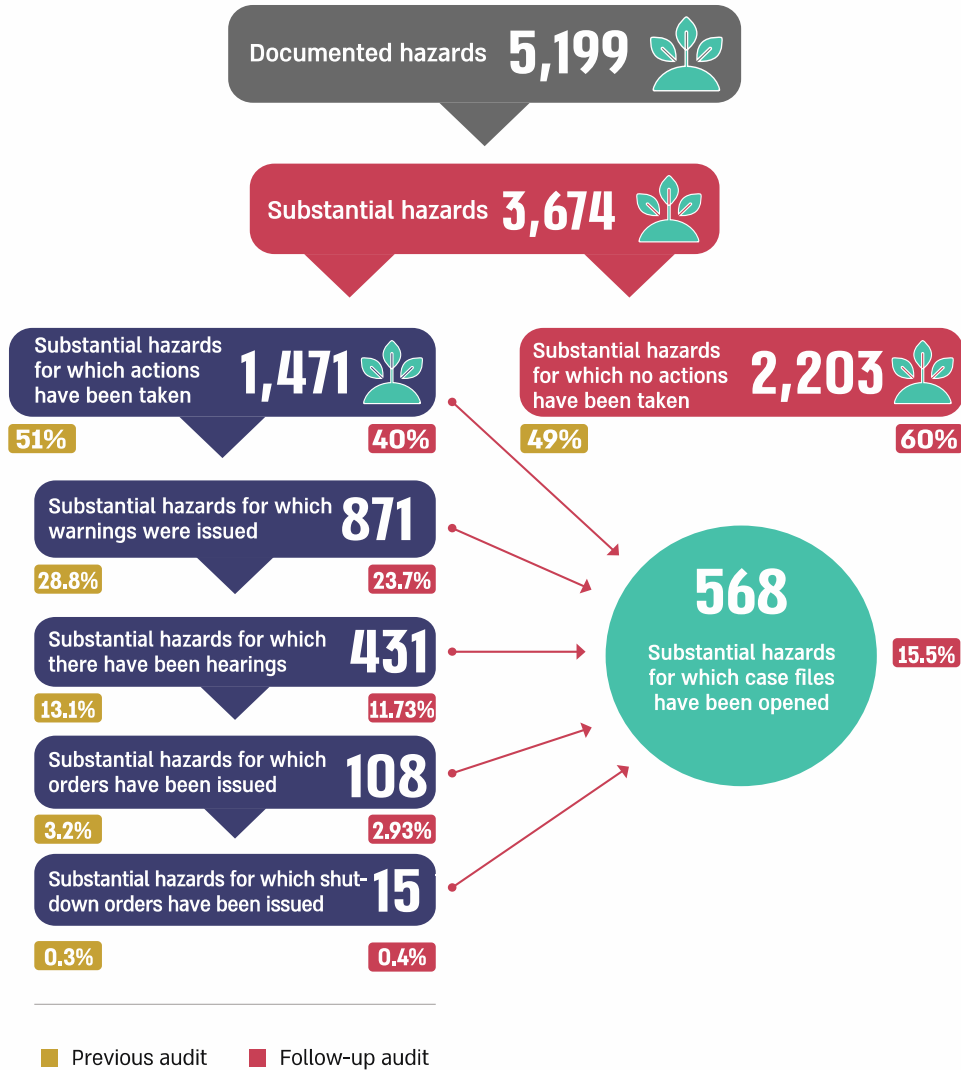 Documented hazards 5,199
Substantial hazards 3,674
Substantial hazards
for which actions
have been taken
1,471
51%
40%
Substantial hazards
for which no actions
have been taken
2,203
49%
60%
Substantial hazards for which
warnings were issued
871
28.8%
23.7%
Substantial hazards for which
there have been hearings
431
13.1%
11.73%
Substantial hazards for which
orders have been issued
108
3.2%
2.93%
Substantial hazards for which shut-
down orders have been issued
15
0.3%
0.4%
568
Substantial hazards
for which case files
have been opened
15.5%
Previous audit
Follow-up audit